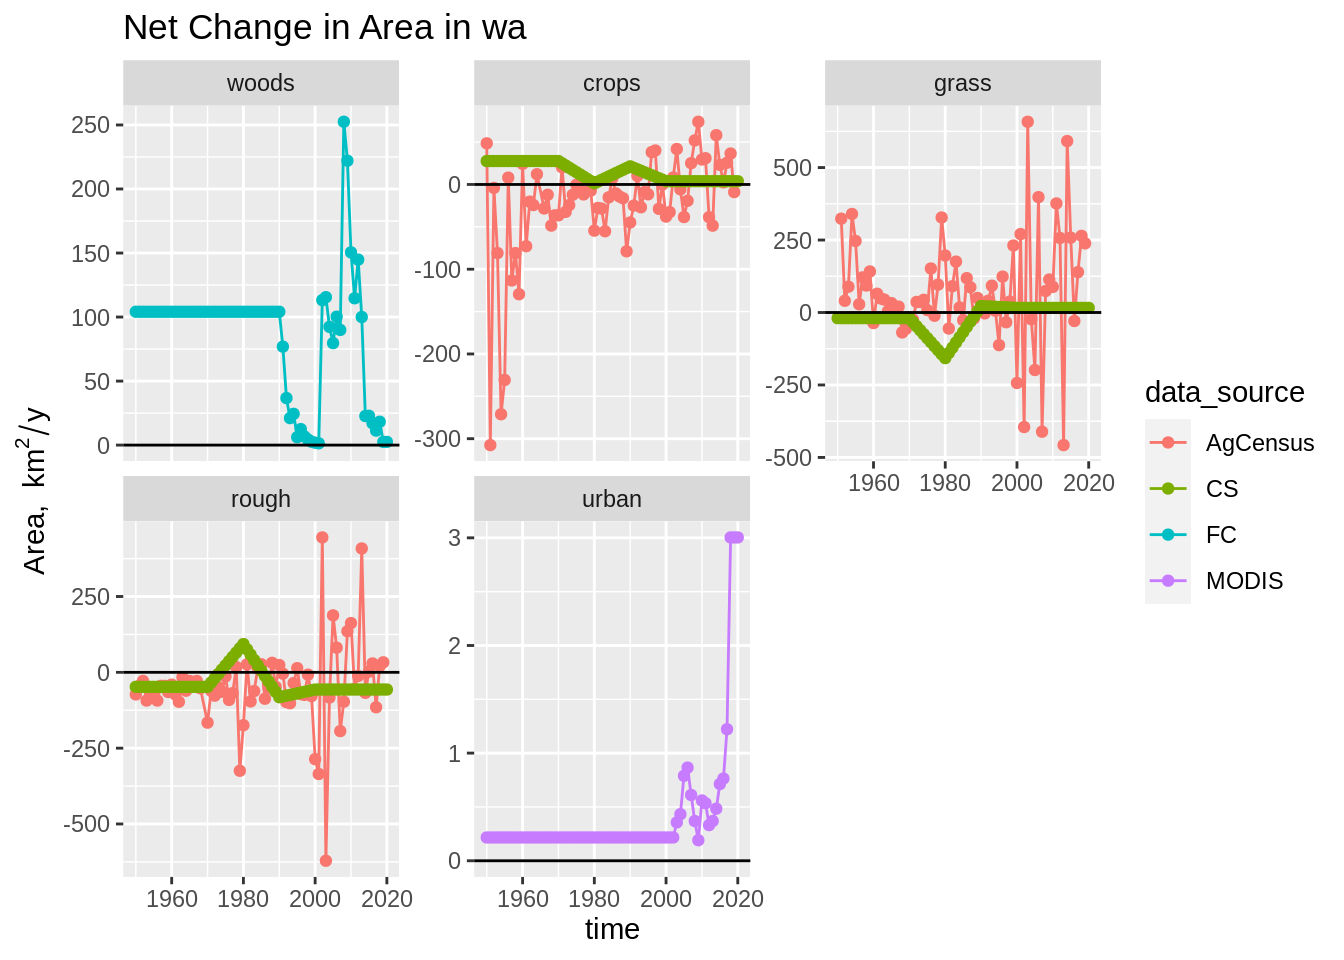 Net Change in Area in wa
woods
crops
grass
250
200
150
100
50
0
0
-100
-200
-300
500
250
0
-250
-500
1960 1980 2000 2020
Area, km²/y
data_source
AgCensus
CS
FC
MODIS
rough
urban
250
0
-250
-500
3
2
1
0
1960 1980 2000 2020
1960 1980 2000 2020
time